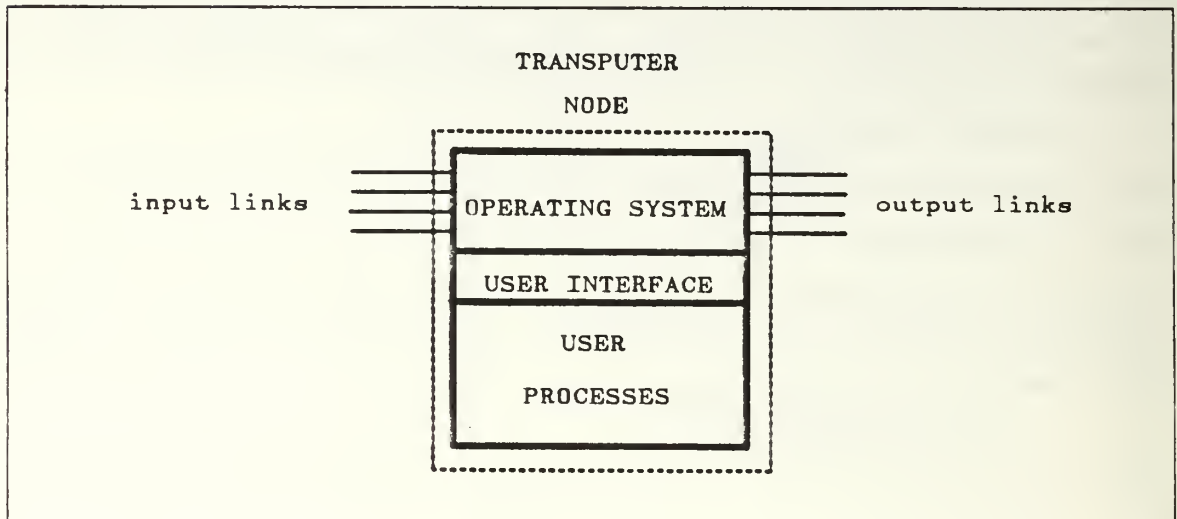 TRANSPUTER
NODE
input links
OPERATING SYSTEM
output links
USER INTERFACE
USER
PROCESSES